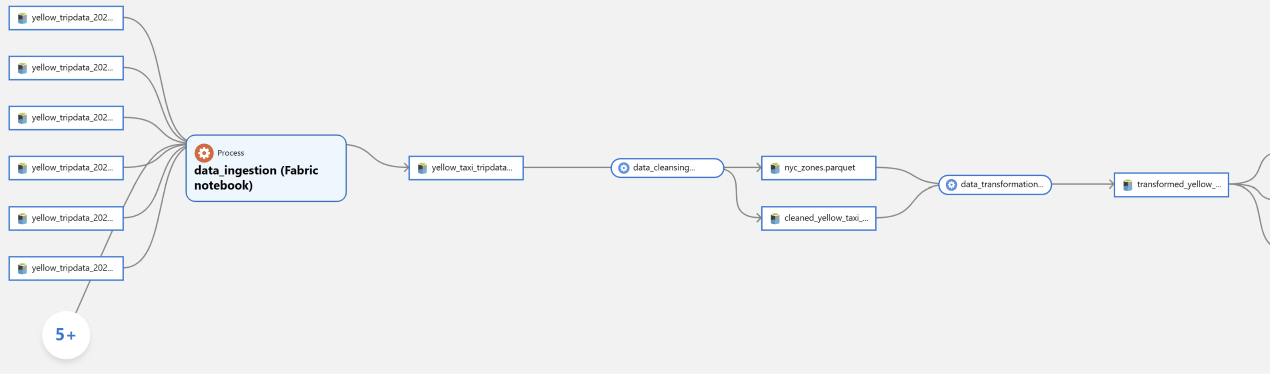 yellow_tripdata_202...
yellow_tripdata_202...
yellow_tripdata_202...
yellow_tripdata_202...
yellow_tripdata_202...
yellow_tripdata_202...
5+
Process
data_ingestion (Fabric
notebook)
yellow_taxi_tripdata...
data_cleansing...
nyc_zones.parquet
cleaned_yellow_taxi_...
data_transformation...
transformed_yellow_...